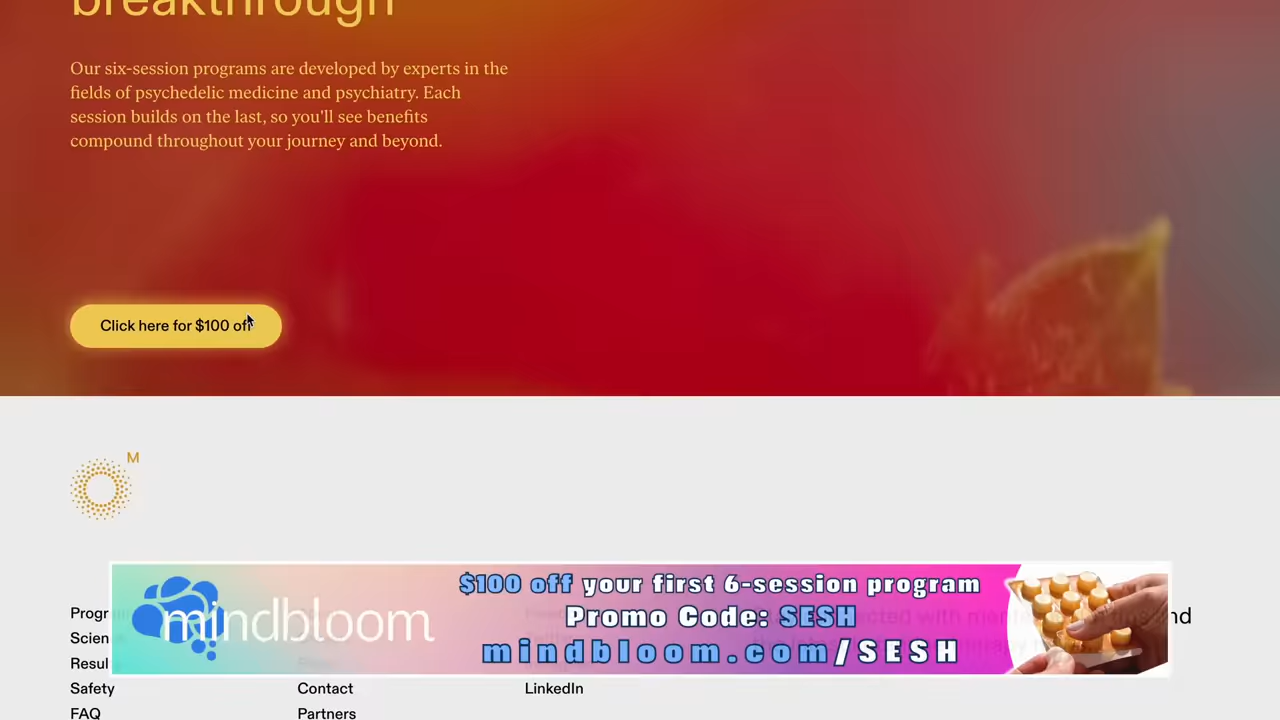 breakthrough
Our six-session programs are developed by experts in the
fields of psychedelic medicine and psychiatry. Each
session builds on the last, so you'll see benefits
compound throughout your journey and beyond.
Click here for $100 off
M
$100 off your first 6-session program
Promo Code: SESH
mindbloom
mindbloom.com/SESH
Safety
Contact
LinkedIn
FAQ
Partners